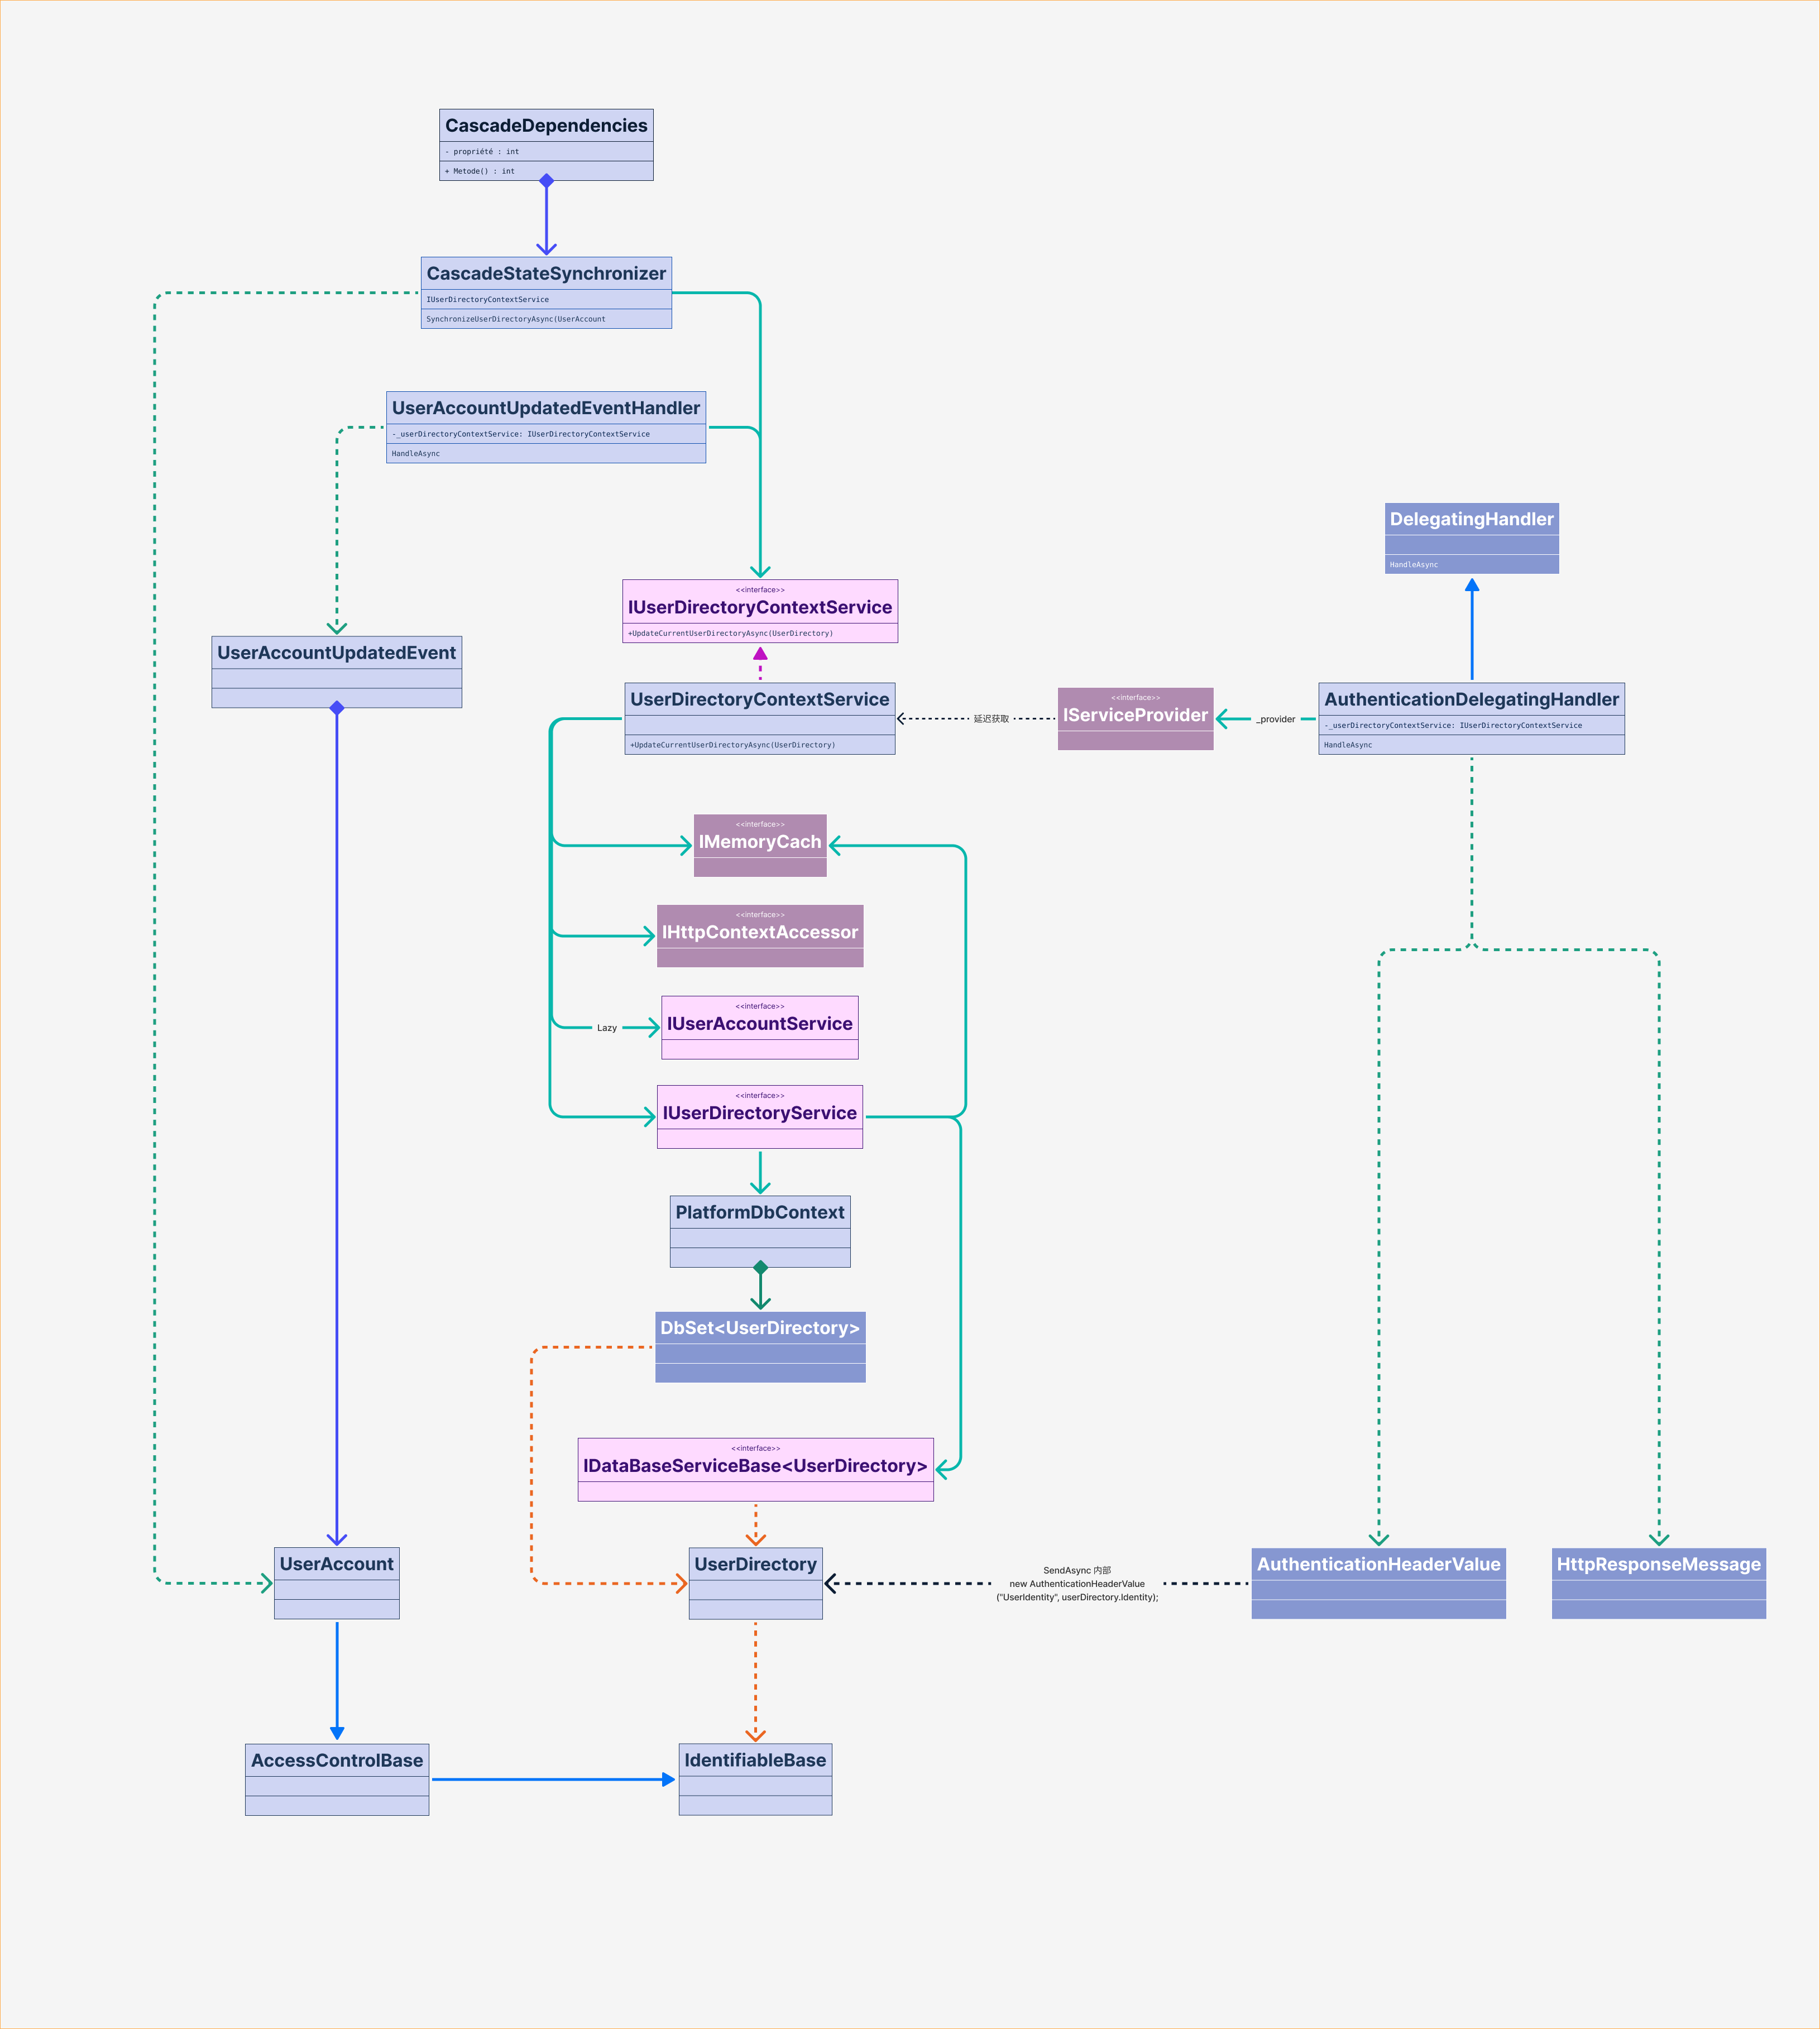 CascadeDependencies
- propriété : int
+ Metode() : int
CascadeStateSynchronizer
IUserDirectoryContextService
SynchronizeUserDirectoryAsync(UserAccount
UserAccountUpdatedEventHandler
-_userDirectoryContextService: IUserDirectoryContextService
HandleAsync
DelegatingHandler
HandleAsync
<<interface>>
IUserDirectoryContextService
+UpdateCurrentUserDirectoryAsync(UserDirectory)
UserAccountUpdatedEvent
UserDirectoryContextService
+UpdateCurrentUserDirectoryAsync(UserDirectory)
延迟获取
<<interface>>
IServiceProvider
_provider
AuthenticationDelegatingHandler
-_userDirectoryContextService: IUserDirectoryContextService
HandleAsync
<<interface>>
IMemoryCach
<<interface>>
IHttpContextAccessor
Lazy
<<interface>>
IUserAccountService
<<interface>>
IUserDirectoryService
PlatformDbContext
DbSet<UserDirectory>
<<interface>>
IDataBaseServiceBase<UserDirectory>
UserAccount
UserDirectory
SendAsync 内部
new AuthenticationHeaderValue
("UserIdentity", userDirectory.Identity);
AuthenticationHeaderValue
HttpResponseMessage
AccessControlBase
IdentifiableBase